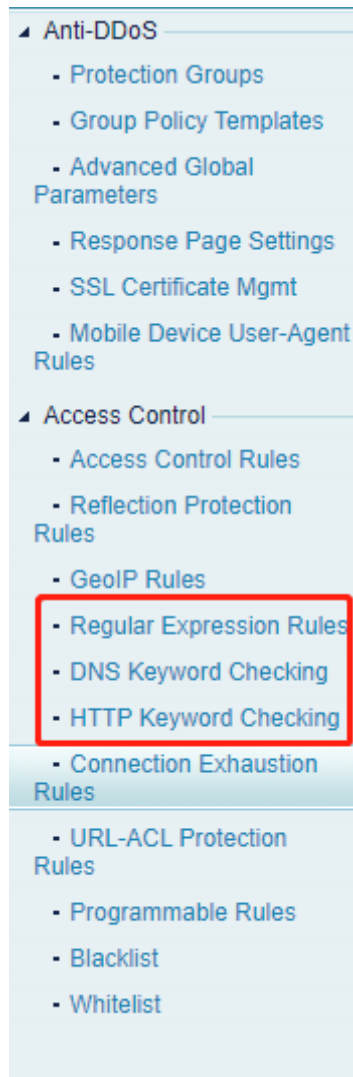 Anti-DDoS
- Protection Groups
- Group Policy Templates
- Advanced Global
Parameters
- Response Page Settings
- SSL Certificate Mgmt
- Mobile Device User-Agent
Rules
Access Control
- Access Control Rules
- Reflection Protection
Rules
- GeoIP Rules
- Regular Expression Rules
- DNS Keyword Checking
- HTTP Keyword Checking
- Connection Exhaustion
Rules
- URL-ACL Protection
Rules
- Programmable Rules
- Blacklist
- Whitelist